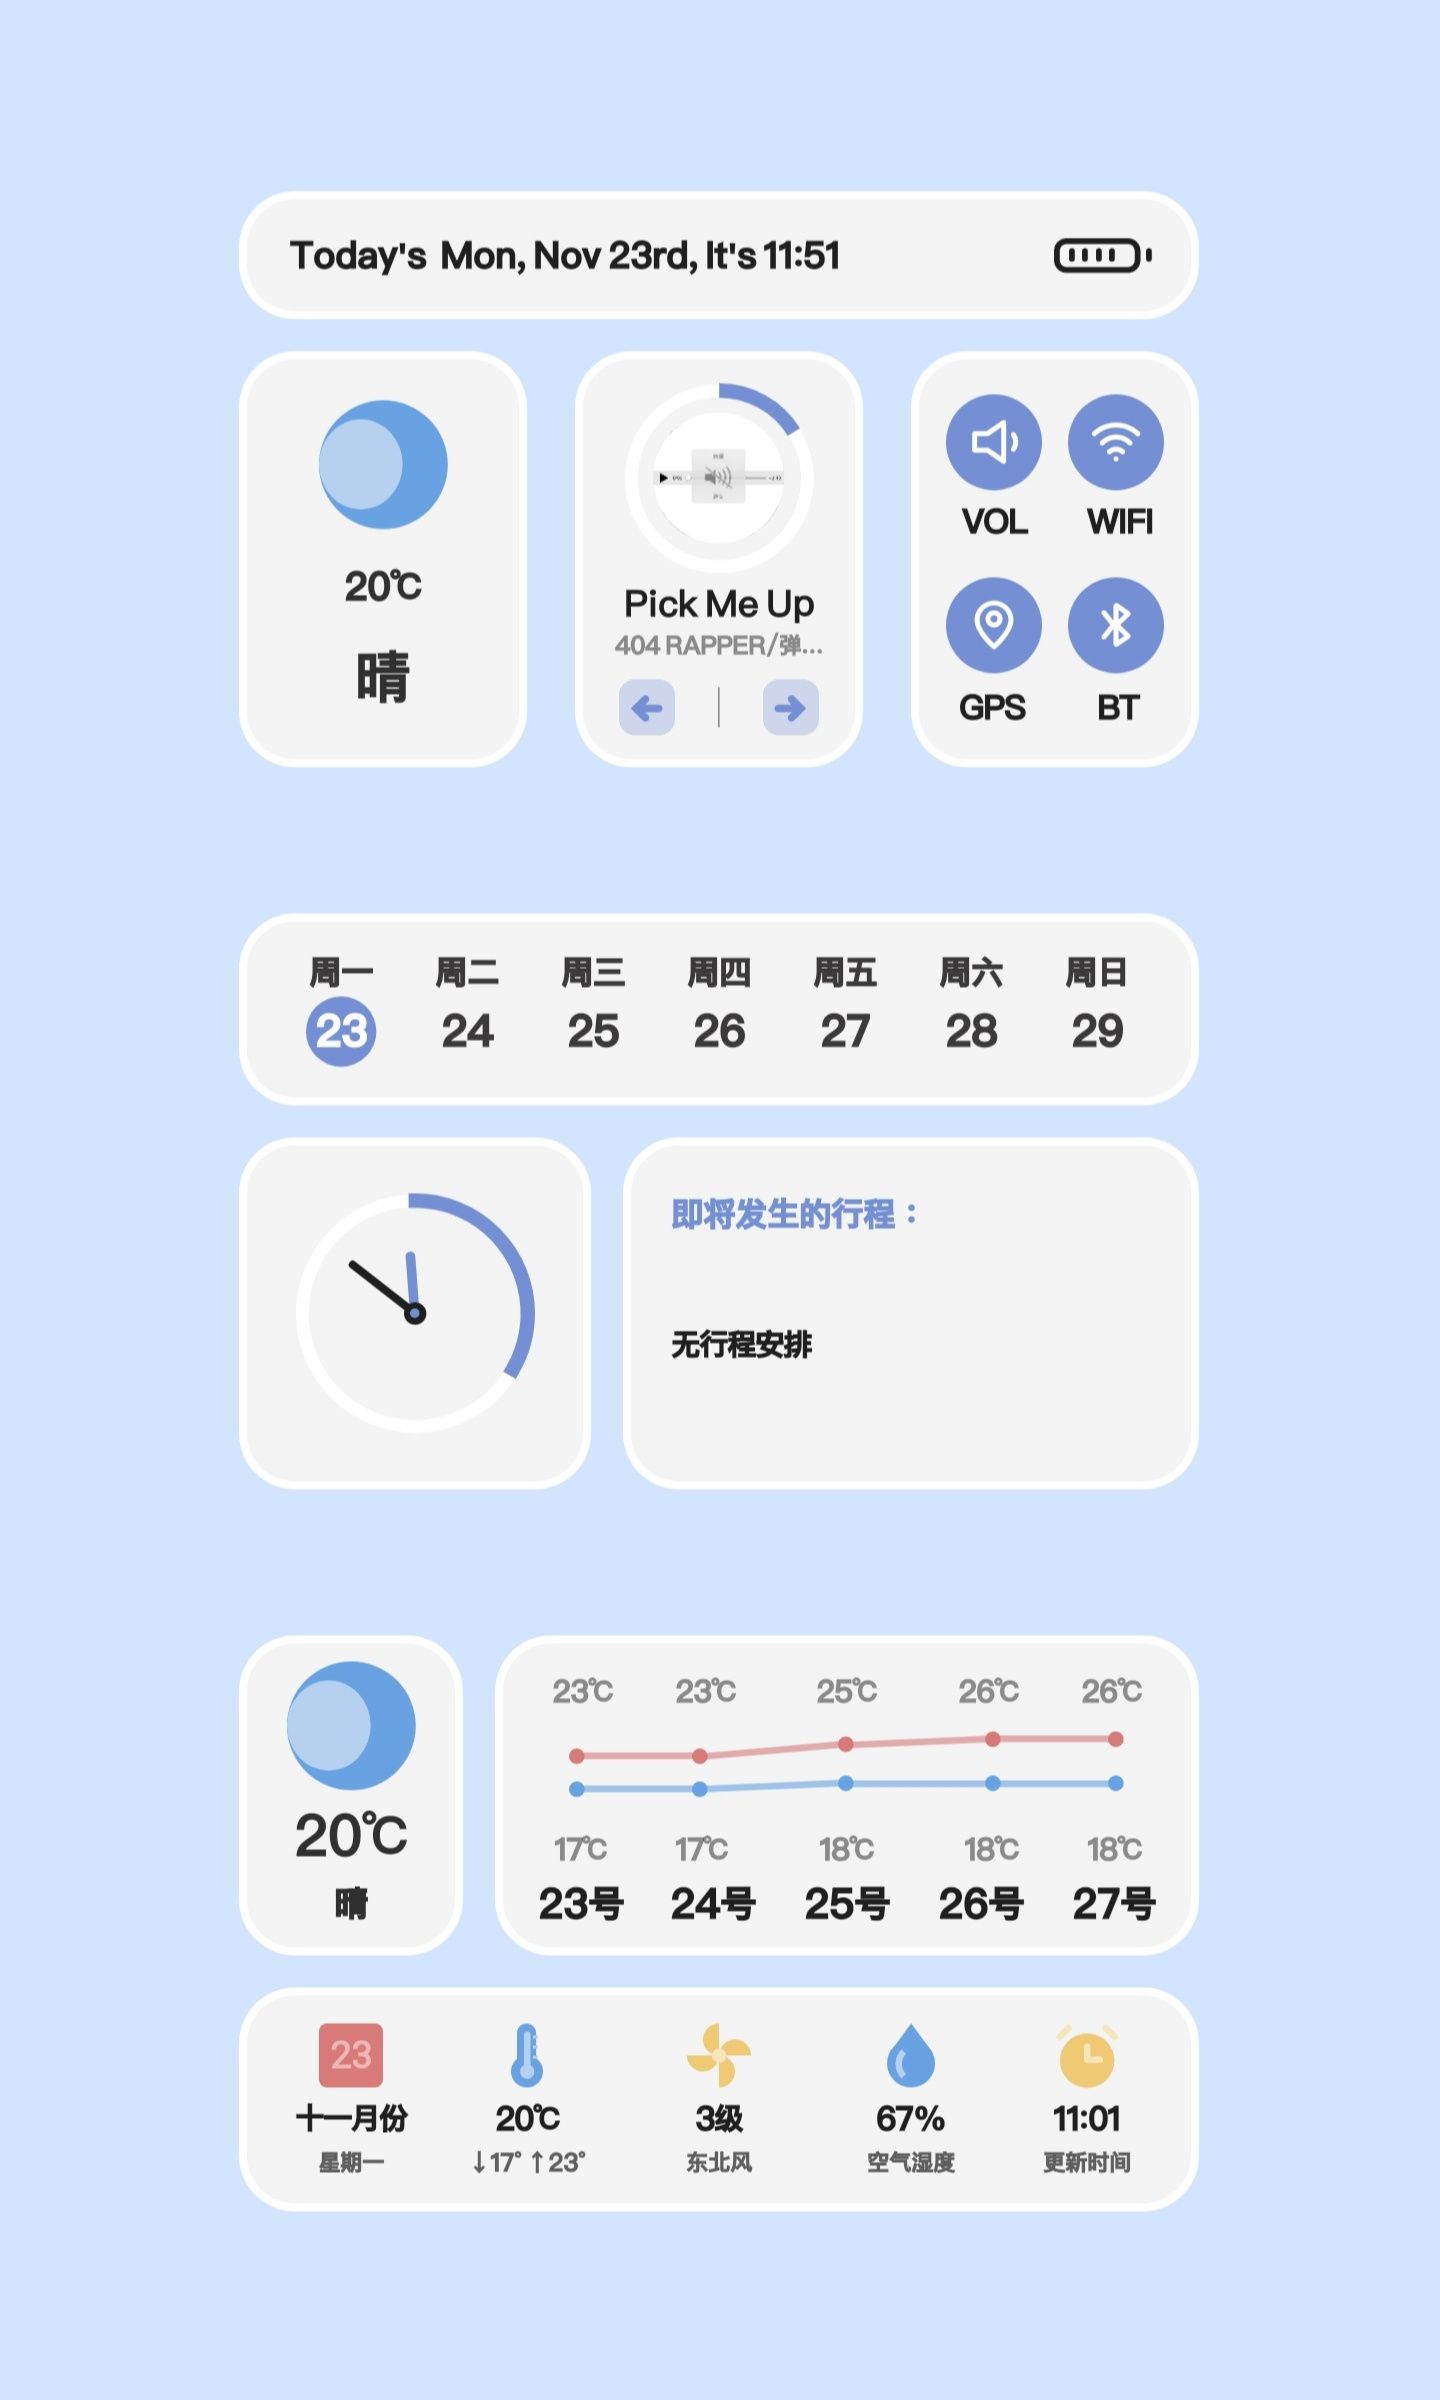 Today's Mon, Nov 23rd, It's 11:51
20℃
晴
Pick Me Up
404 RAPPER/弹...
VOL WIFI
GPS BT
周一 周二 周三 周四 周五 周六 周日
23 24 25 26 27 28 29
即将发生的行程：
无行程安排
20℃
晴
23℃ 23℃ 25℃ 26℃ 26℃
17℃ 17℃ 18℃ 18℃ 18℃
23号 24号 25号 26号 27号
23
十一月份 20℃ 3级 67% 11:01
星期一 ↓17° ↑23° 东北风 空气湿度 更新时间